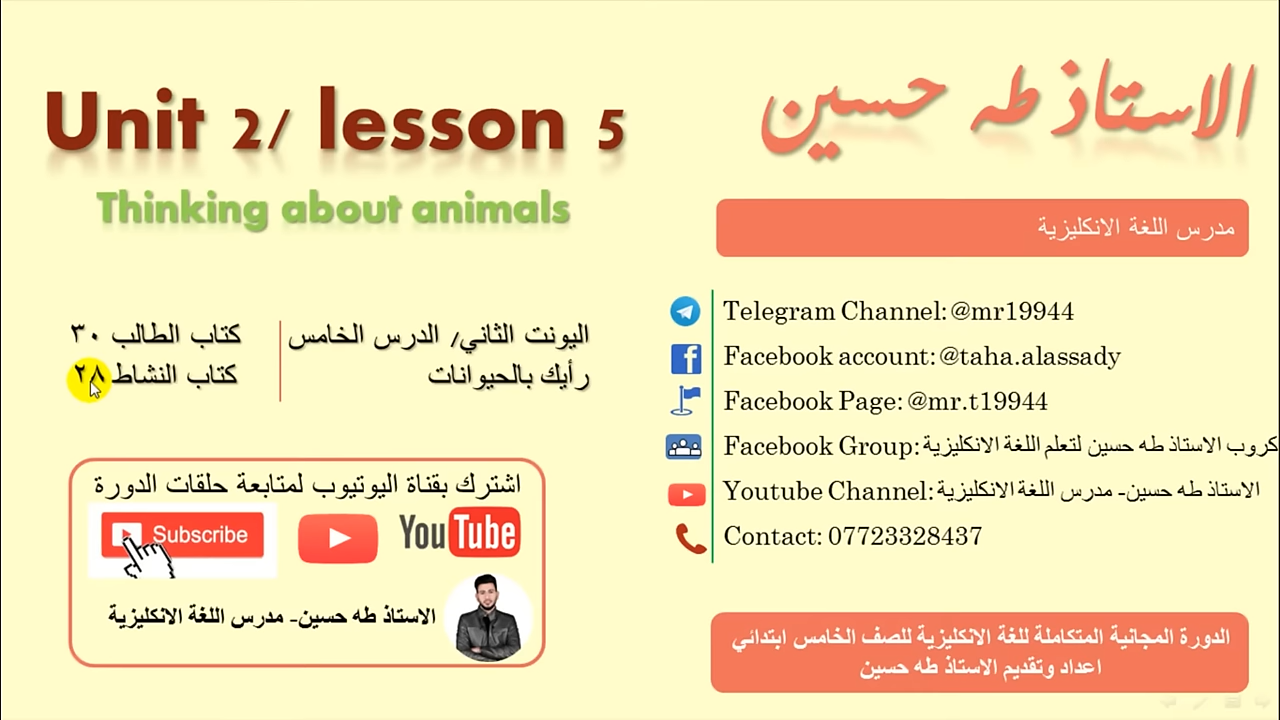 Unit 2/ lesson 5
Thinking about animals
اليونت الثاني/ الدرس الخامس
رأيك بالحيوانات
كتاب الطالب ٣٠
كتاب النشاط ٢٨
اشترك بقناة اليوتيوب لمتابعة حلقات الدورة
Subscribe
YouTube
الاستاذ طه حسين- مدرس اللغة الانكليزية
الاستاذ طه حسين
مدرس اللغة الانكليزية
Telegram Channel: @mr19944
Facebook account: @taha.alassady
Facebook Page: @mr.t19944
Facebook Group: كروب الاستاذ طه حسين لتعلم اللغة الانكليزية
Youtube Channel: الاستاذ طه حسين- مدرس اللغة الانكليزية
Contact: 07723328437
الدورة المجانية المتكاملة للغة الانكليزية للصف الخامس ابتدائي
اعداد وتقديم الاستاذ طه حسين